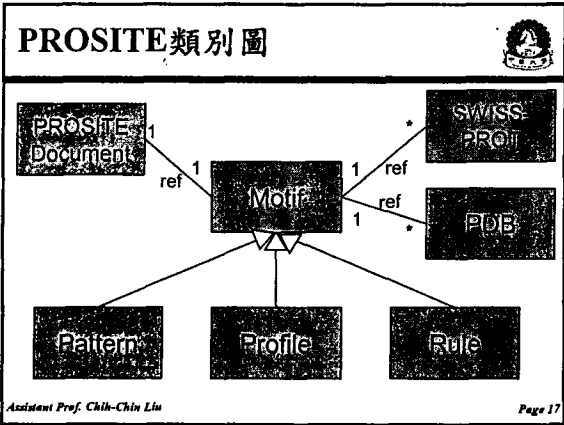 PROSITE類別圖
PROSITE
Document
1
1
ref
Motif
1
ref
*
SWISS-
PROT
1
ref
*
PDB
Pattern
Profile
Rule
Assistant Prof. Chih-Chin Liu
Page 17